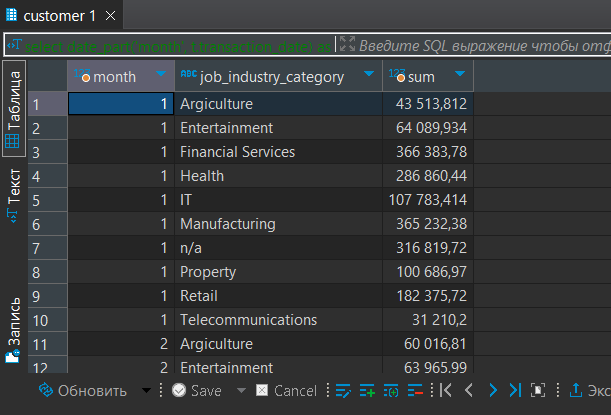 customer 1
select date_part('month', t.transaction_date) as Введите SQL выражение чтобы отф
month job_industry_category sum
1 1 Argiculture 43 513,812
2 1 Entertainment 64 089,934
3 1 Financial Services 366 383,78
4 1 Health 286 860,44
5 1 IT 107 783,414
6 1 Manufacturing 365 232,38
7 1 n/a 316 819,72
8 1 Property 100 686,97
9 1 Retail 182 375,72
10 1 Telecommunications 31 210,2
11 2 Argiculture 60 016,81
12 2 Entertainment 63 965,99
Таблица
Текст
Запись
Обновить Save Cancel Экс